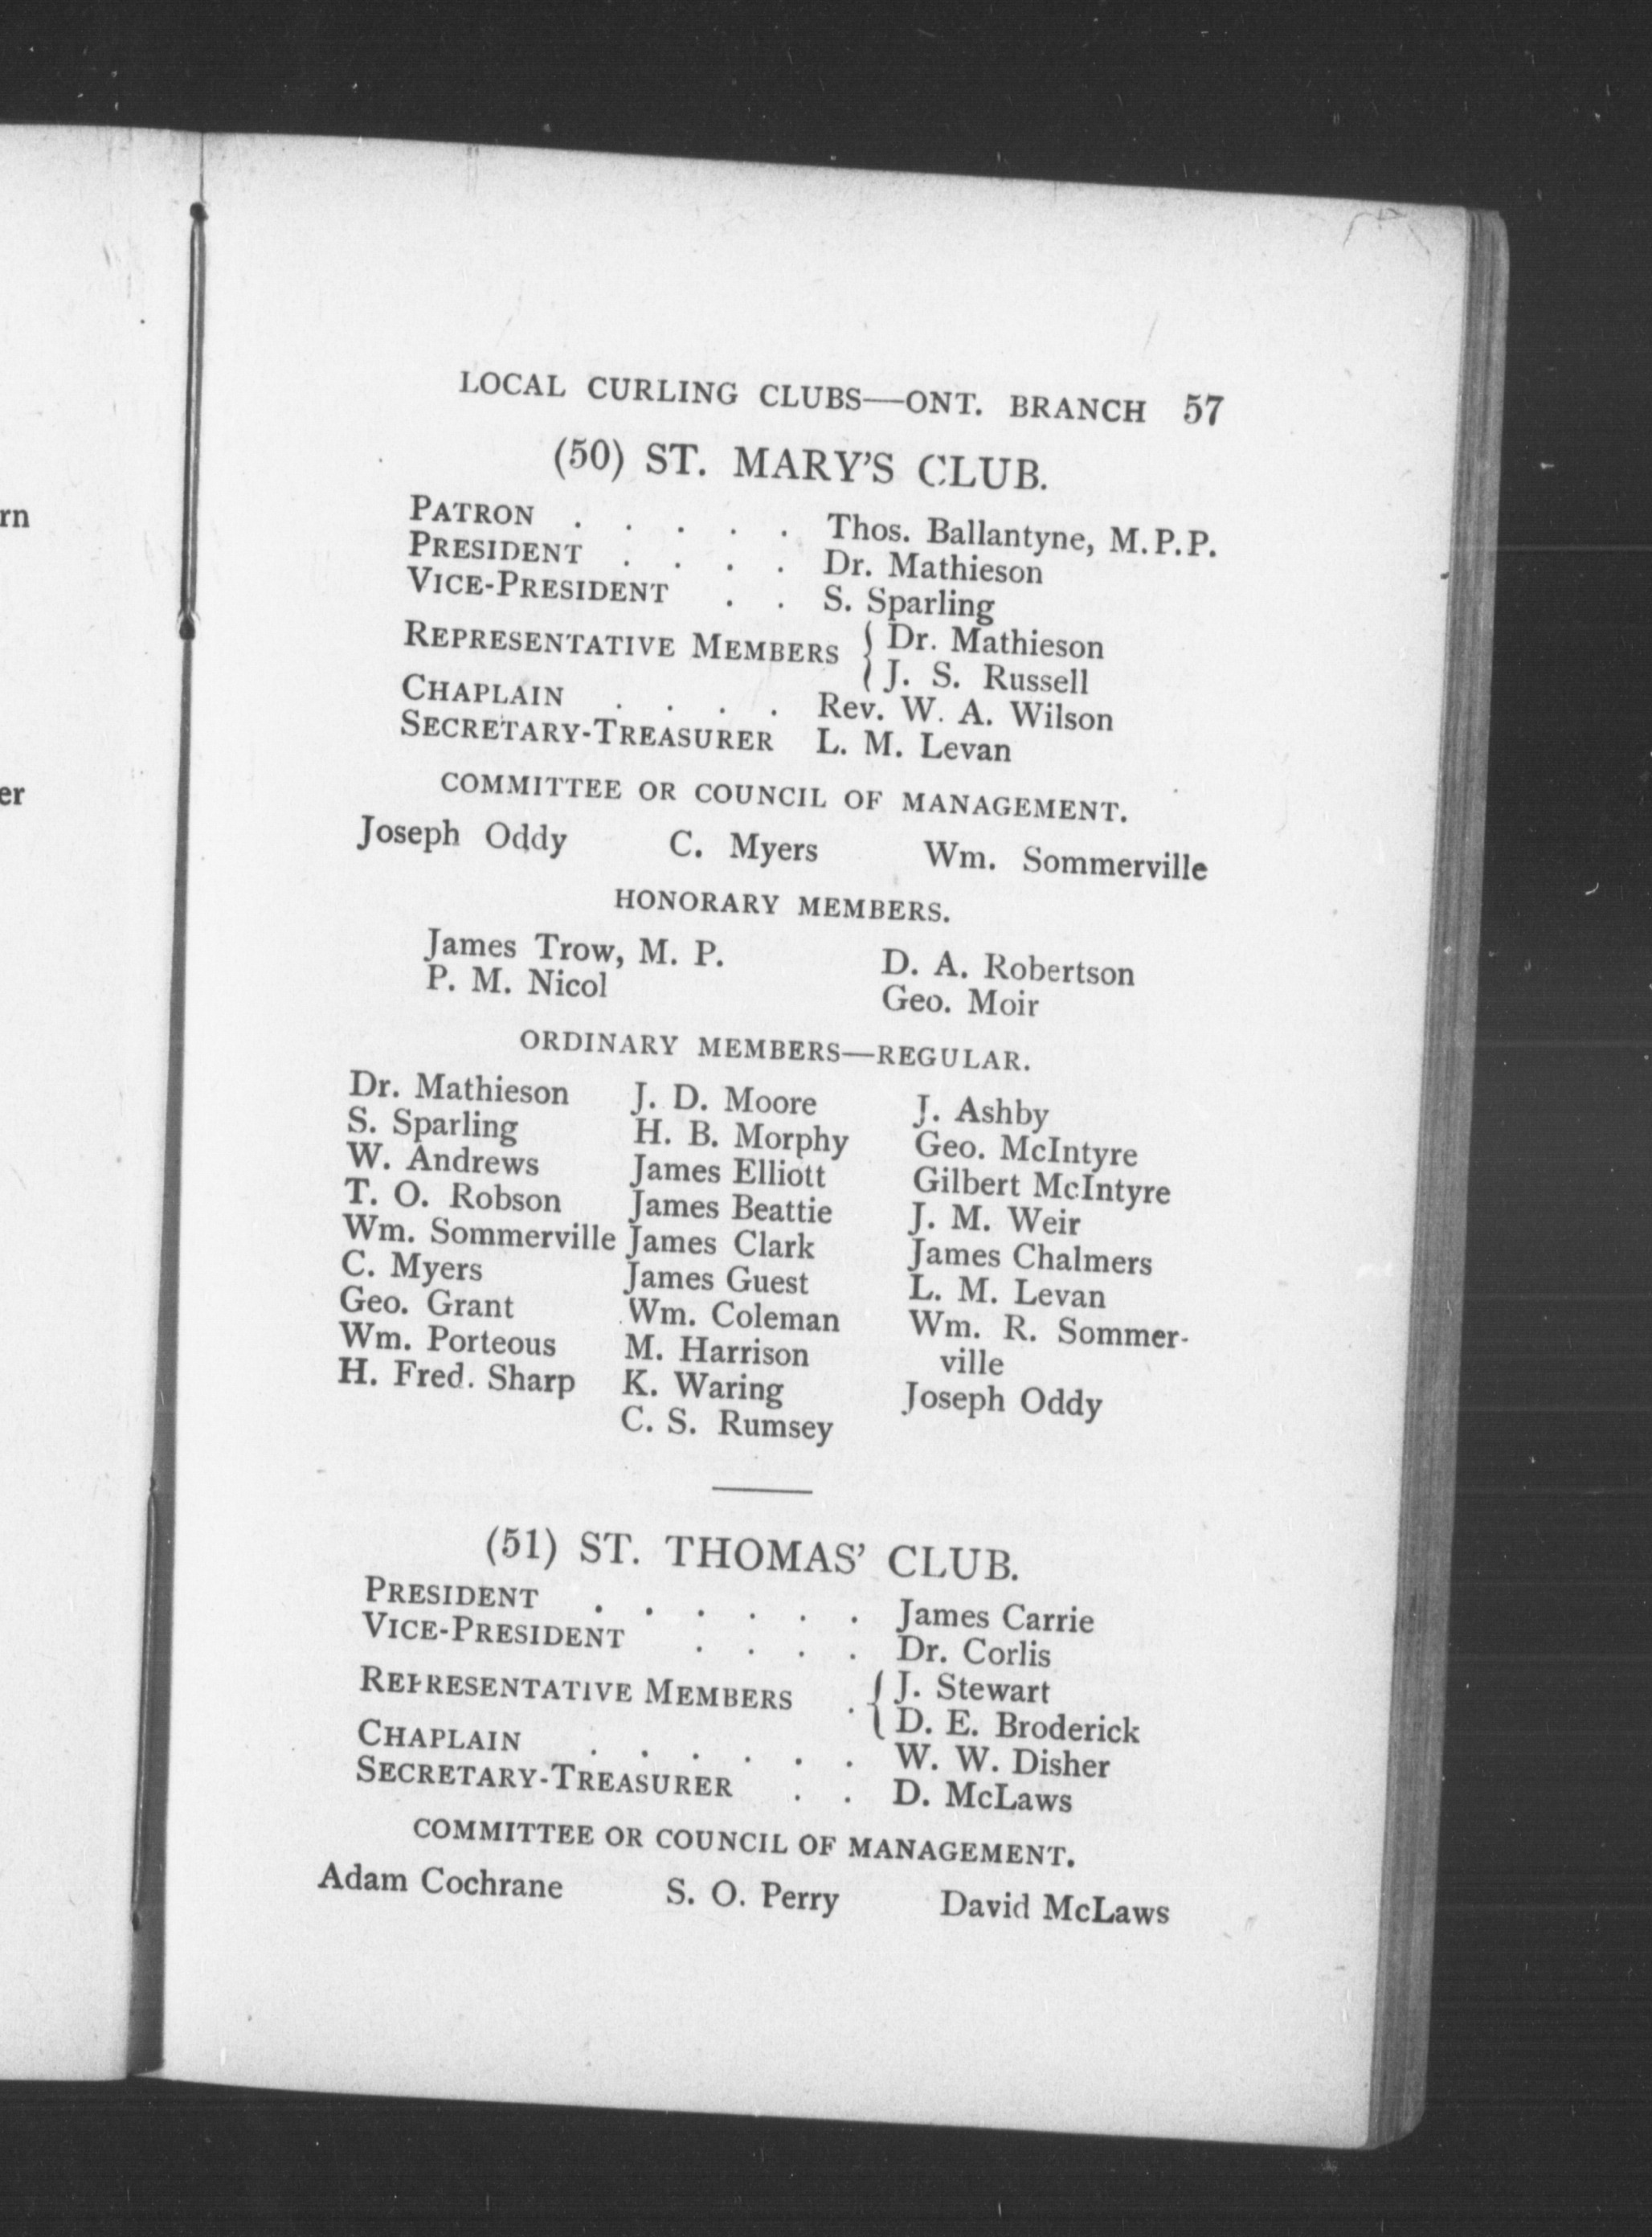 rn
er
LOCAL CURLING CLUBS—ONT. BRANCH 57
(50) ST. MARY'S CLUB.
PATRON . . . . . Thos. Ballantyne, M.P.P.
PRESIDENT . . . . Dr. Mathieson
VICE-PRESIDENT . . S. Sparling
REPRESENTATIVE MEMBERS { Dr. Mathieson
J. S. Russell
CHAPLAIN . . . . Rev. W. A. Wilson
SECRETARY-TREASURER L. M. Levan
COMMITTEE OR COUNCIL OF MANAGEMENT.
Joseph Oddy C. Myers Wm. Sommerville
HONORARY MEMBERS.
James Trow, M. P. D. A. Robertson
P. M. Nicol Geo. Moir
ORDINARY MEMBERS—REGULAR.
Dr. Mathieson J. D. Moore J. Ashby
S. Sparling H. B. Morphy Geo. McIntyre
W. Andrews James Elliott Gilbert McIntyre
T. O. Robson James Beattie J. M. Weir
Wm. Sommerville James Clark James Chalmers
C. Myers James Guest L. M. Levan
Geo. Grant Wm. Coleman Wm. R. Sommer-
Wm. Porteous M. Harrison ville
H. Fred. Sharp K. Waring Joseph Oddy
C. S. Rumsey
(51) ST. THOMAS' CLUB.
PRESIDENT . . . . . . James Carrie
VICE-PRESIDENT . . . . Dr. Corlis
REPRESENTATIVE MEMBERS . { J. Stewart
D. E. Broderick
CHAPLAIN . . . . . . W. W. Disher
SECRETARY-TREASURER . . D. McLaws
COMMITTEE OR COUNCIL OF MANAGEMENT.
Adam Cochrane S. O. Perry David McLaws